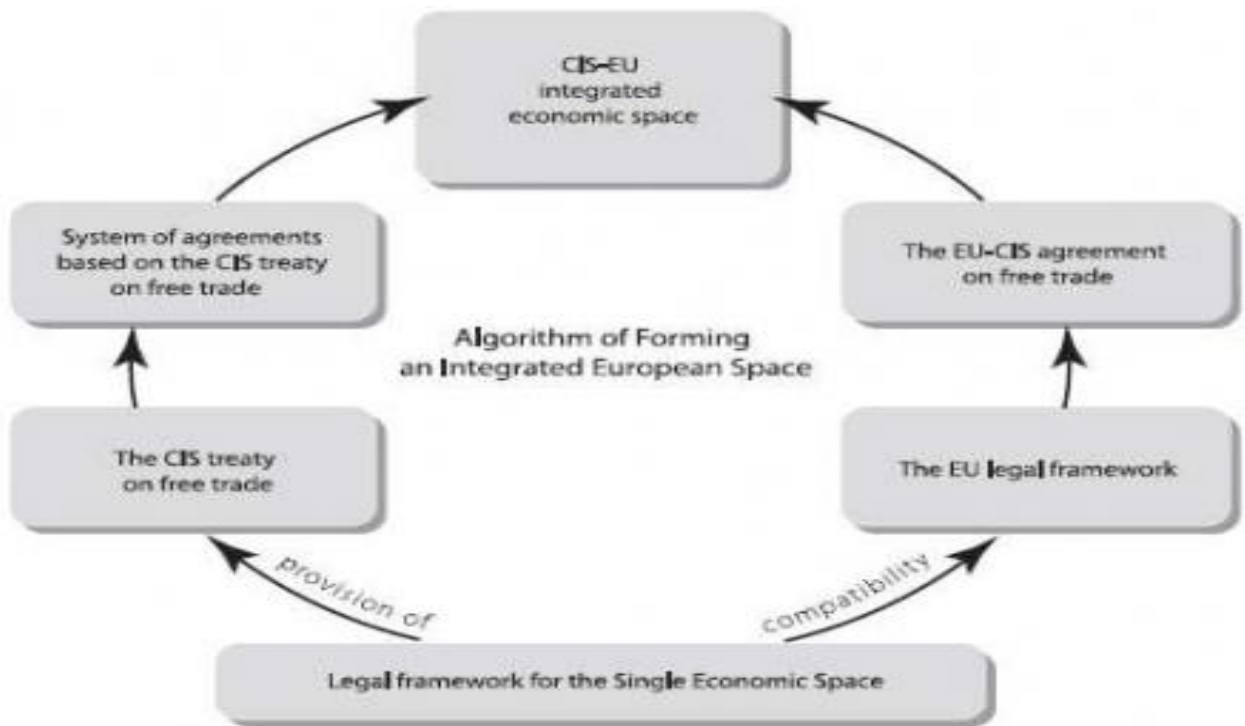 CIS-EU
integrated
economic space
System of agreements
based on the CIS treaty
on free trade
The EU-CIS agreement
on free trade
Algorithm of Forming
an Integrated European Space
The CIS treaty
on free trade
The EU legal framework
provision of
compatibility
Legal framework for the Single Economic Space